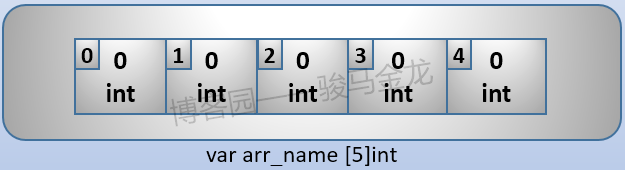 0 0 1 0 2 0 3 0 4 0
int int int int int
博客园——骏马金龙
var arr_name [5]int